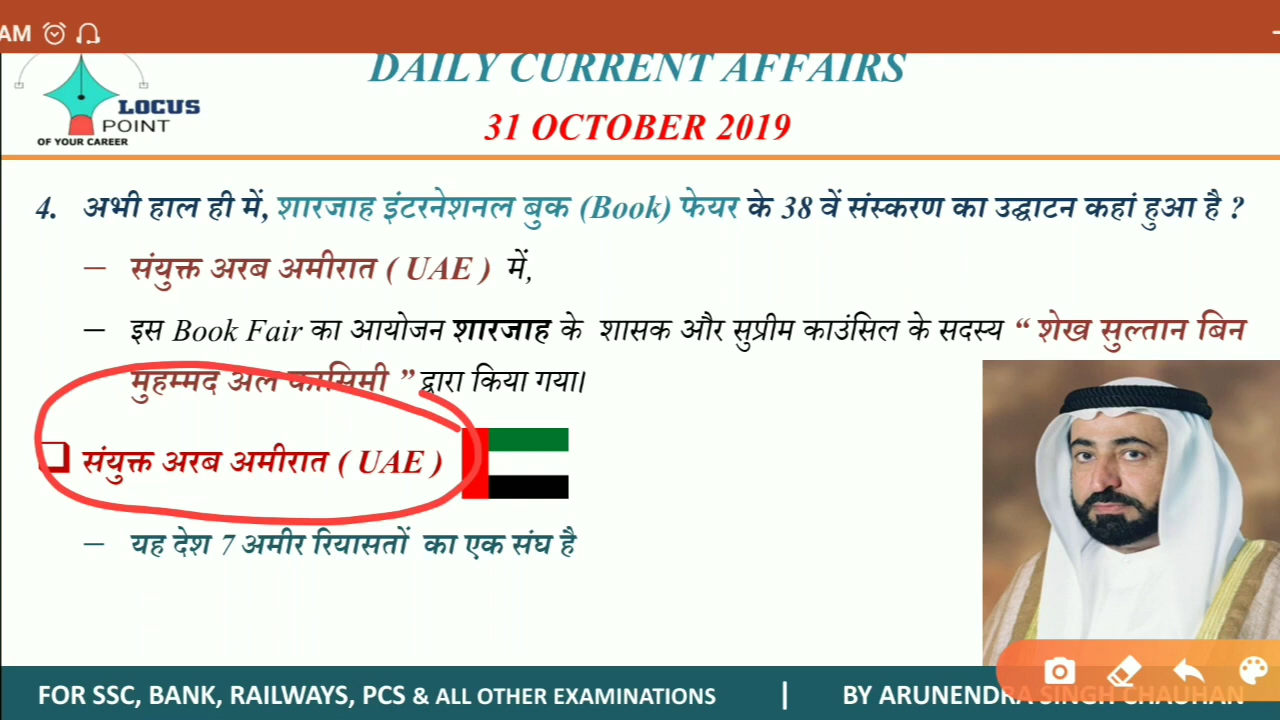 AM
DAILY CURRENT AFFAIRS
LOCUS
POINT
OF YOUR CAREER
31 OCTOBER 2019
4. अभी हाल ही में, शारजाह इंटरनेशनल बुक (Book) फेयर के 38 वें संस्करण का उद्घाटन कहां हुआ है ?
– संयुक्त अरब अमीरात ( UAE ) में,
– इस Book Fair का आयोजन शारजाह के शासक और सुप्रीम काउंसिल के सदस्य “ शेख सुल्तान बिन
मुहम्मद अल कासिमी ” द्वारा किया गया।
❑ संयुक्त अरब अमीरात ( UAE )
– यह देश 7 अमीर रियासतों का एक संघ है
FOR SSC, BANK, RAILWAYS, PCS & ALL OTHER EXAMINATIONS | BY ARUNENDRA SINGH CHAUHAN